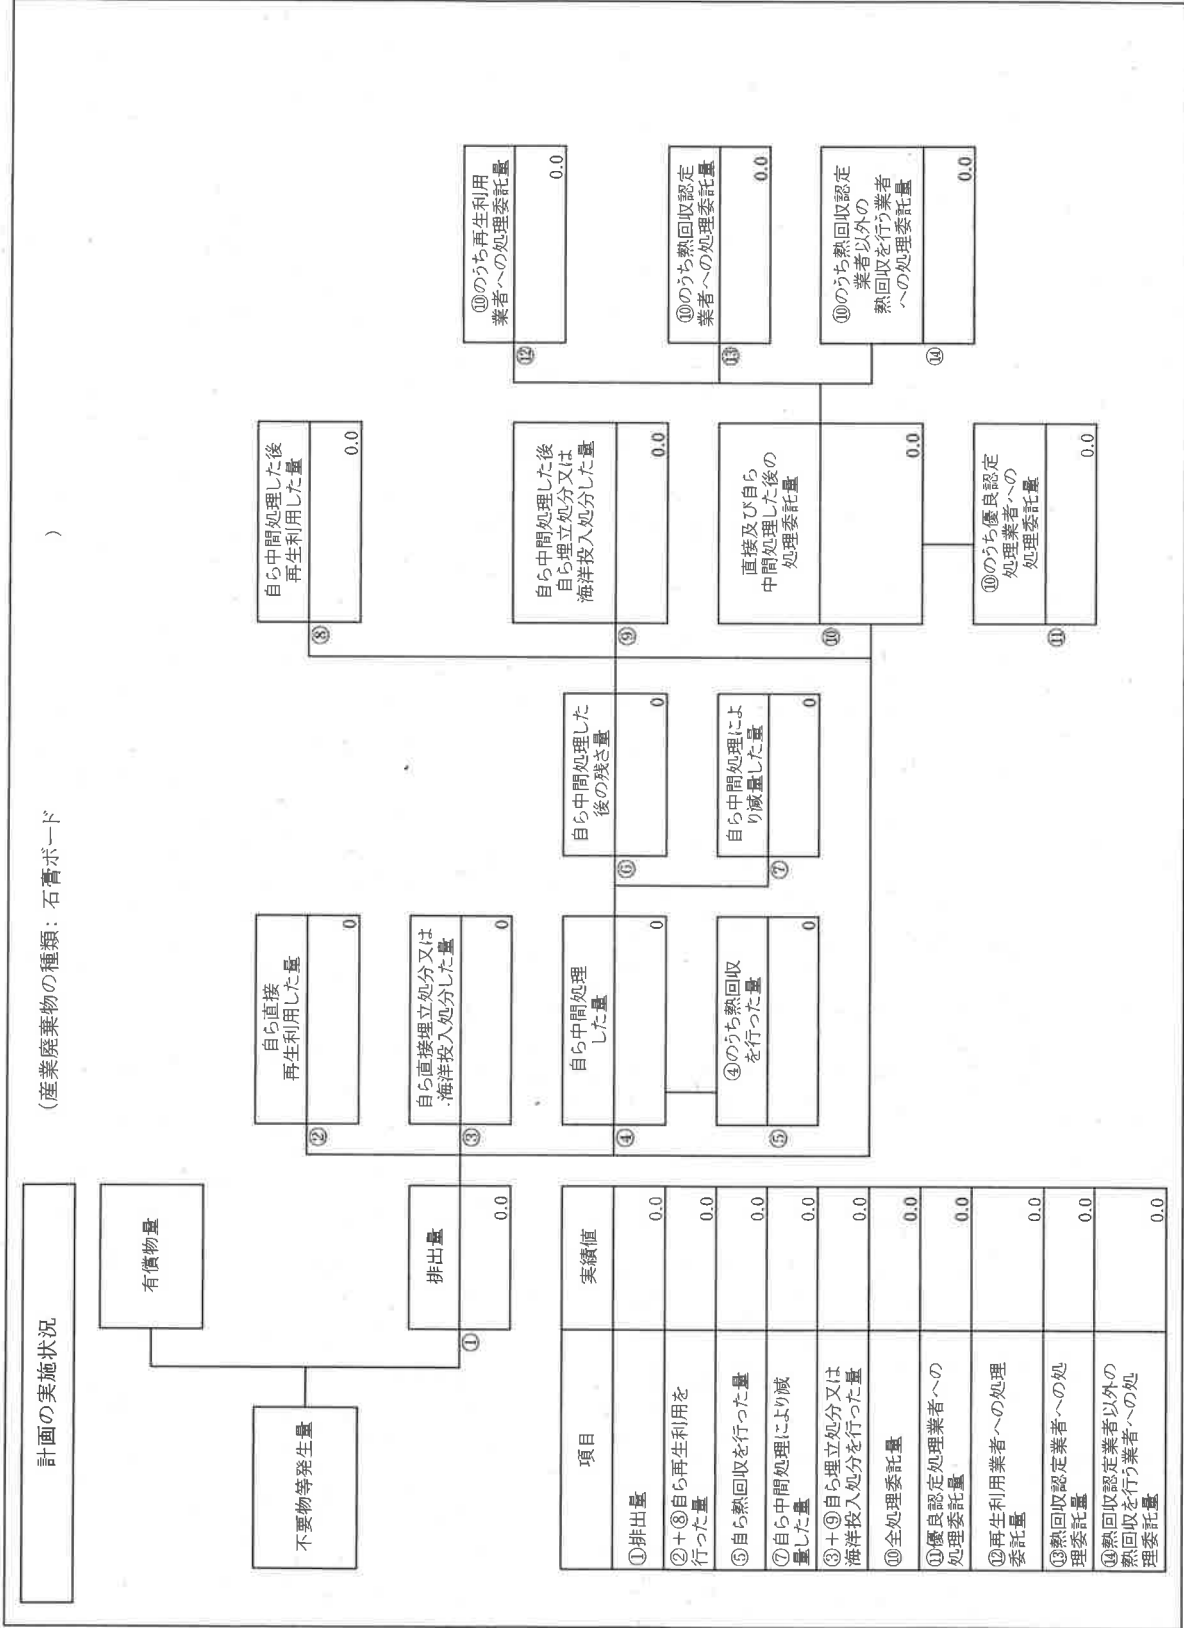 計画の実施状況
（産業廃棄物の種類：石膏ボード
）
不要物等発生量
有償物量
①
排出量
0.0
②
自ら直接
再生利用した量
0
③
自ら直接埋立処分又は
海洋投入処分した量
0
④
自ら中間処理
した量
0
⑤
④のうち熱回収
を行った量
0
⑥
自ら中間処理した
後の残さ量
0
⑦
自ら中間処理によ
り減量した量
0
⑧
自ら中間処理した後
再生利用した量
0.0
⑨
自ら中間処理した後
自ら埋立処分又は
海洋投入処分した量
0.0
⑩
直接及び自ら
中間処理した後の
処理委託量
0.0
⑪
⑩のうち優良認定
処理業者への
処理委託量
0.0
⑫
⑩のうち再生利用
業者への処理委託量
0.0
⑬
⑩のうち熱回収認定
業者への処理委託量
0.0
⑭
⑩のうち熱回収認定
業者以外の
熱回収を行う業者
への処理委託量
0.0
項目 実績値
①排出量 0.0
②＋⑧自ら再生利用を
行った量 0.0
⑤自ら熱回収を行った量 0.0
⑦自ら中間処理により減
量した量 0.0
③＋⑨自ら埋立処分又は
海洋投入処分を行った量 0.0
⑩全処理委託量 0.0
⑪優良認定処理業者への
処理委託量 0.0
⑫再生利用業者への処理
委託量 0.0
⑬熱回収認定業者への処
理委託量 0.0
⑭熱回収認定業者以外の
熱回収を行う業者への処
理委託量 0.0